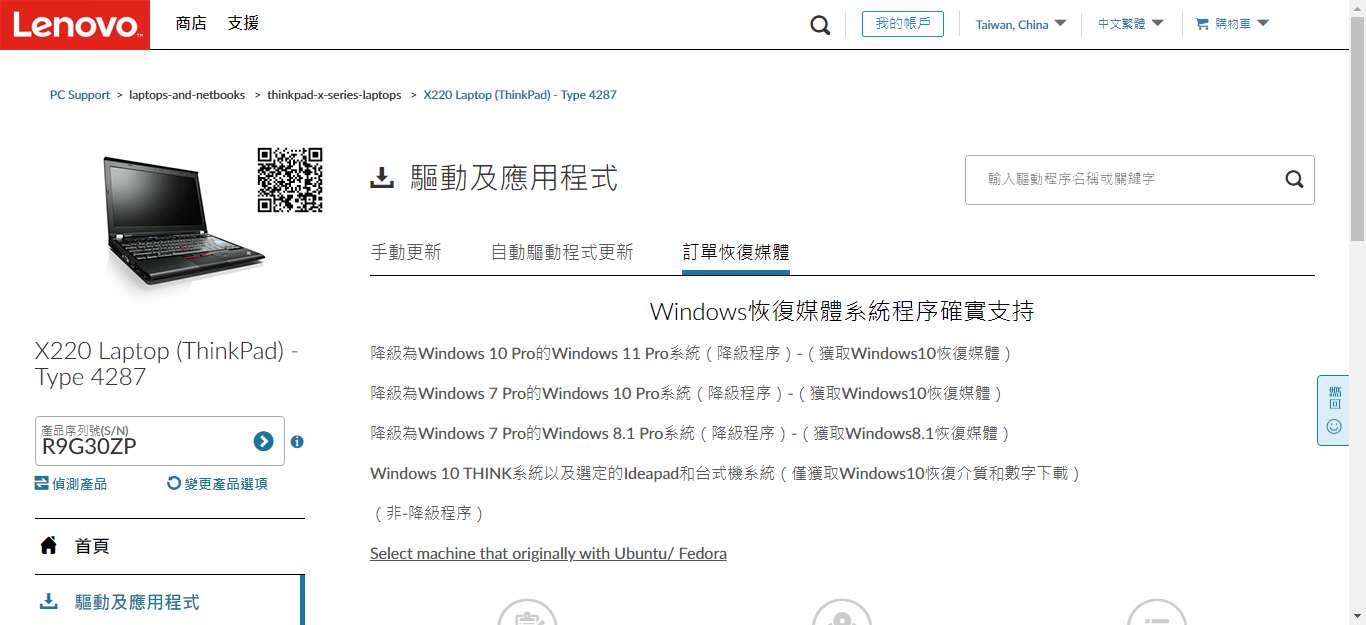 Lenovo™
商店 支援
我的帳戶
Taiwan, China
中文繁體
購物車
PC Support > laptops-and-netbooks > thinkpad-x-series-laptops > X220 Laptop (ThinkPad) - Type 4287
驅動及應用程式
輸入驅動程序名稱或關鍵字
手動更新 自動驅動程式更新 訂單恢復媒體
Windows恢復媒體系統程序確實支持
降級為Windows 10 Pro的Windows 11 Pro系統（降級程序）-（獲取Windows10恢復媒體）
降級為Windows 7 Pro的Windows 10 Pro系統（降級程序）-（獲取Windows10恢復媒體）
降級為Windows 7 Pro的Windows 8.1 Pro系統（降級程序）-（獲取Windows8.1恢復媒體）
Windows 10 THINK系統以及選定的Ideapad和台式機系統（僅獲取Windows10恢復介質和數字下載）
（非-降級程序）
Select machine that originally with Ubuntu/ Fedora
X220 Laptop (ThinkPad) -
Type 4287
產品序列號(S/N)
R9G30ZP
偵測產品 變更產品選項
首頁
驅動及應用程式